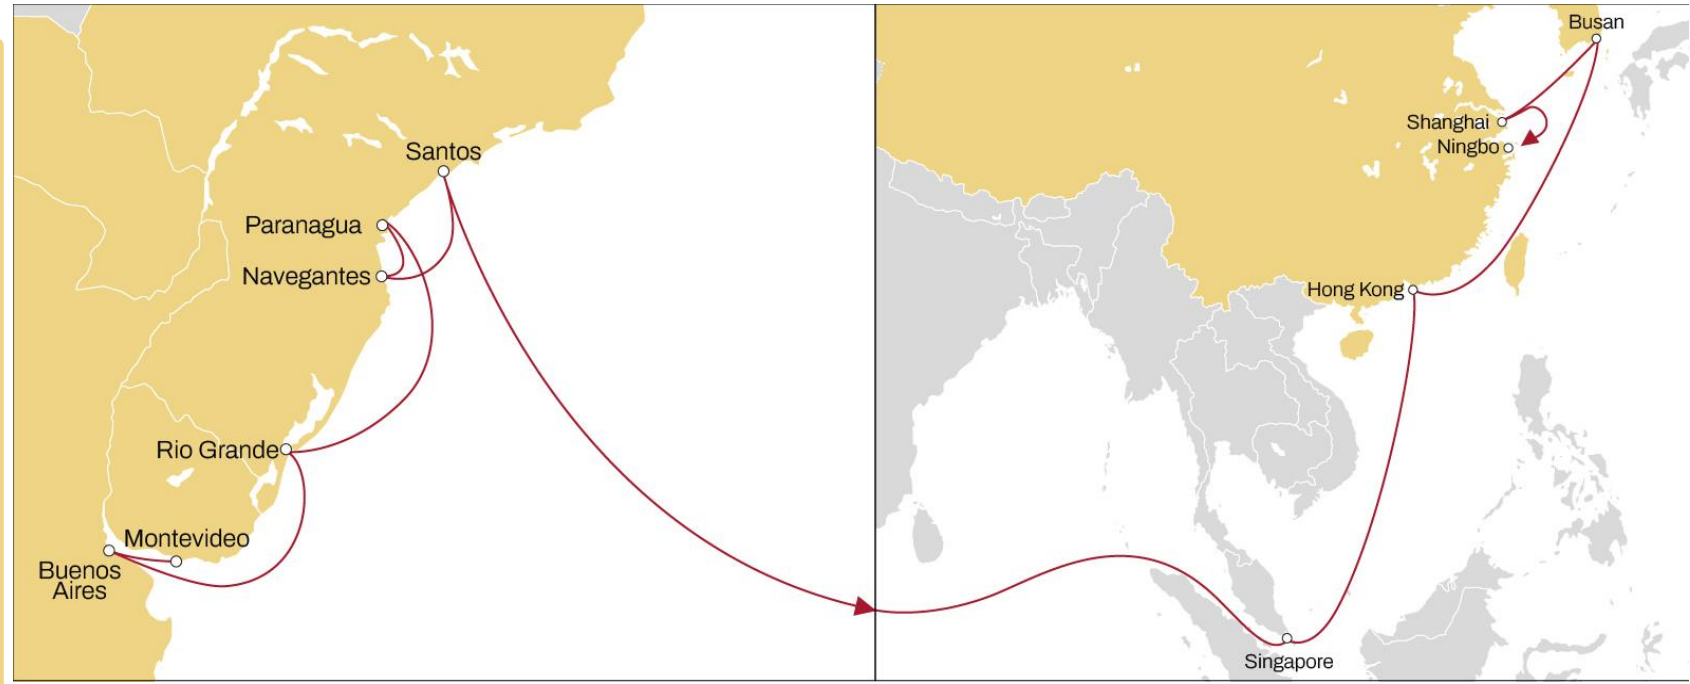 Santos
Paranagua
Navegantes
Rio Grande
Montevideo
Buenos
Aires
Busan
Shanghai
Ningbo
Hong Kong
Singapore